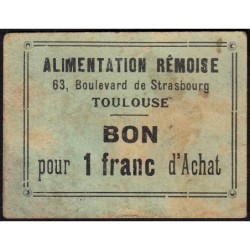 ALIMENTATION RÉMOISE
63, Boulevard de Strasbourg
TOULOUSE
BON
pour 1 franc d'Achat